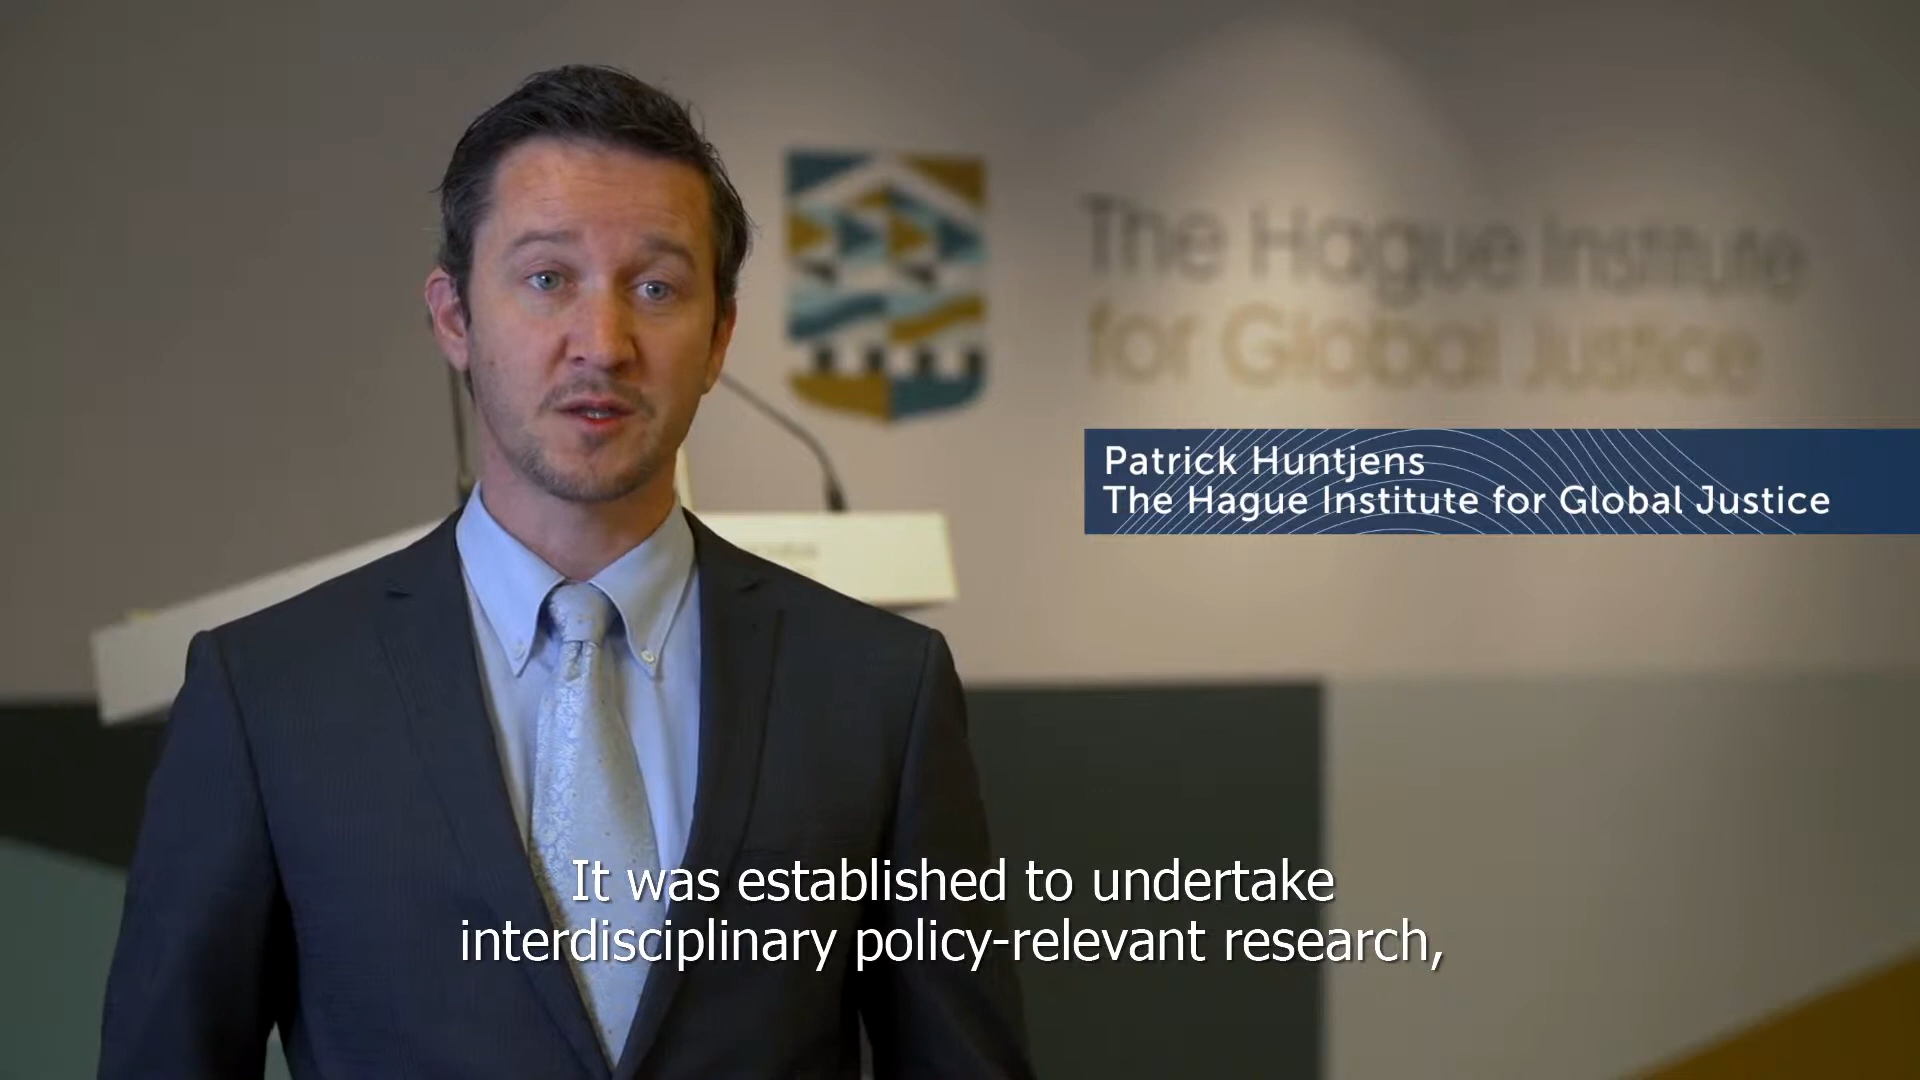 The Hague Institute
for Global Justice
Patrick Huntjens
The Hague Institute for Global Justice
It was established to undertake
interdisciplinary policy-relevant research,